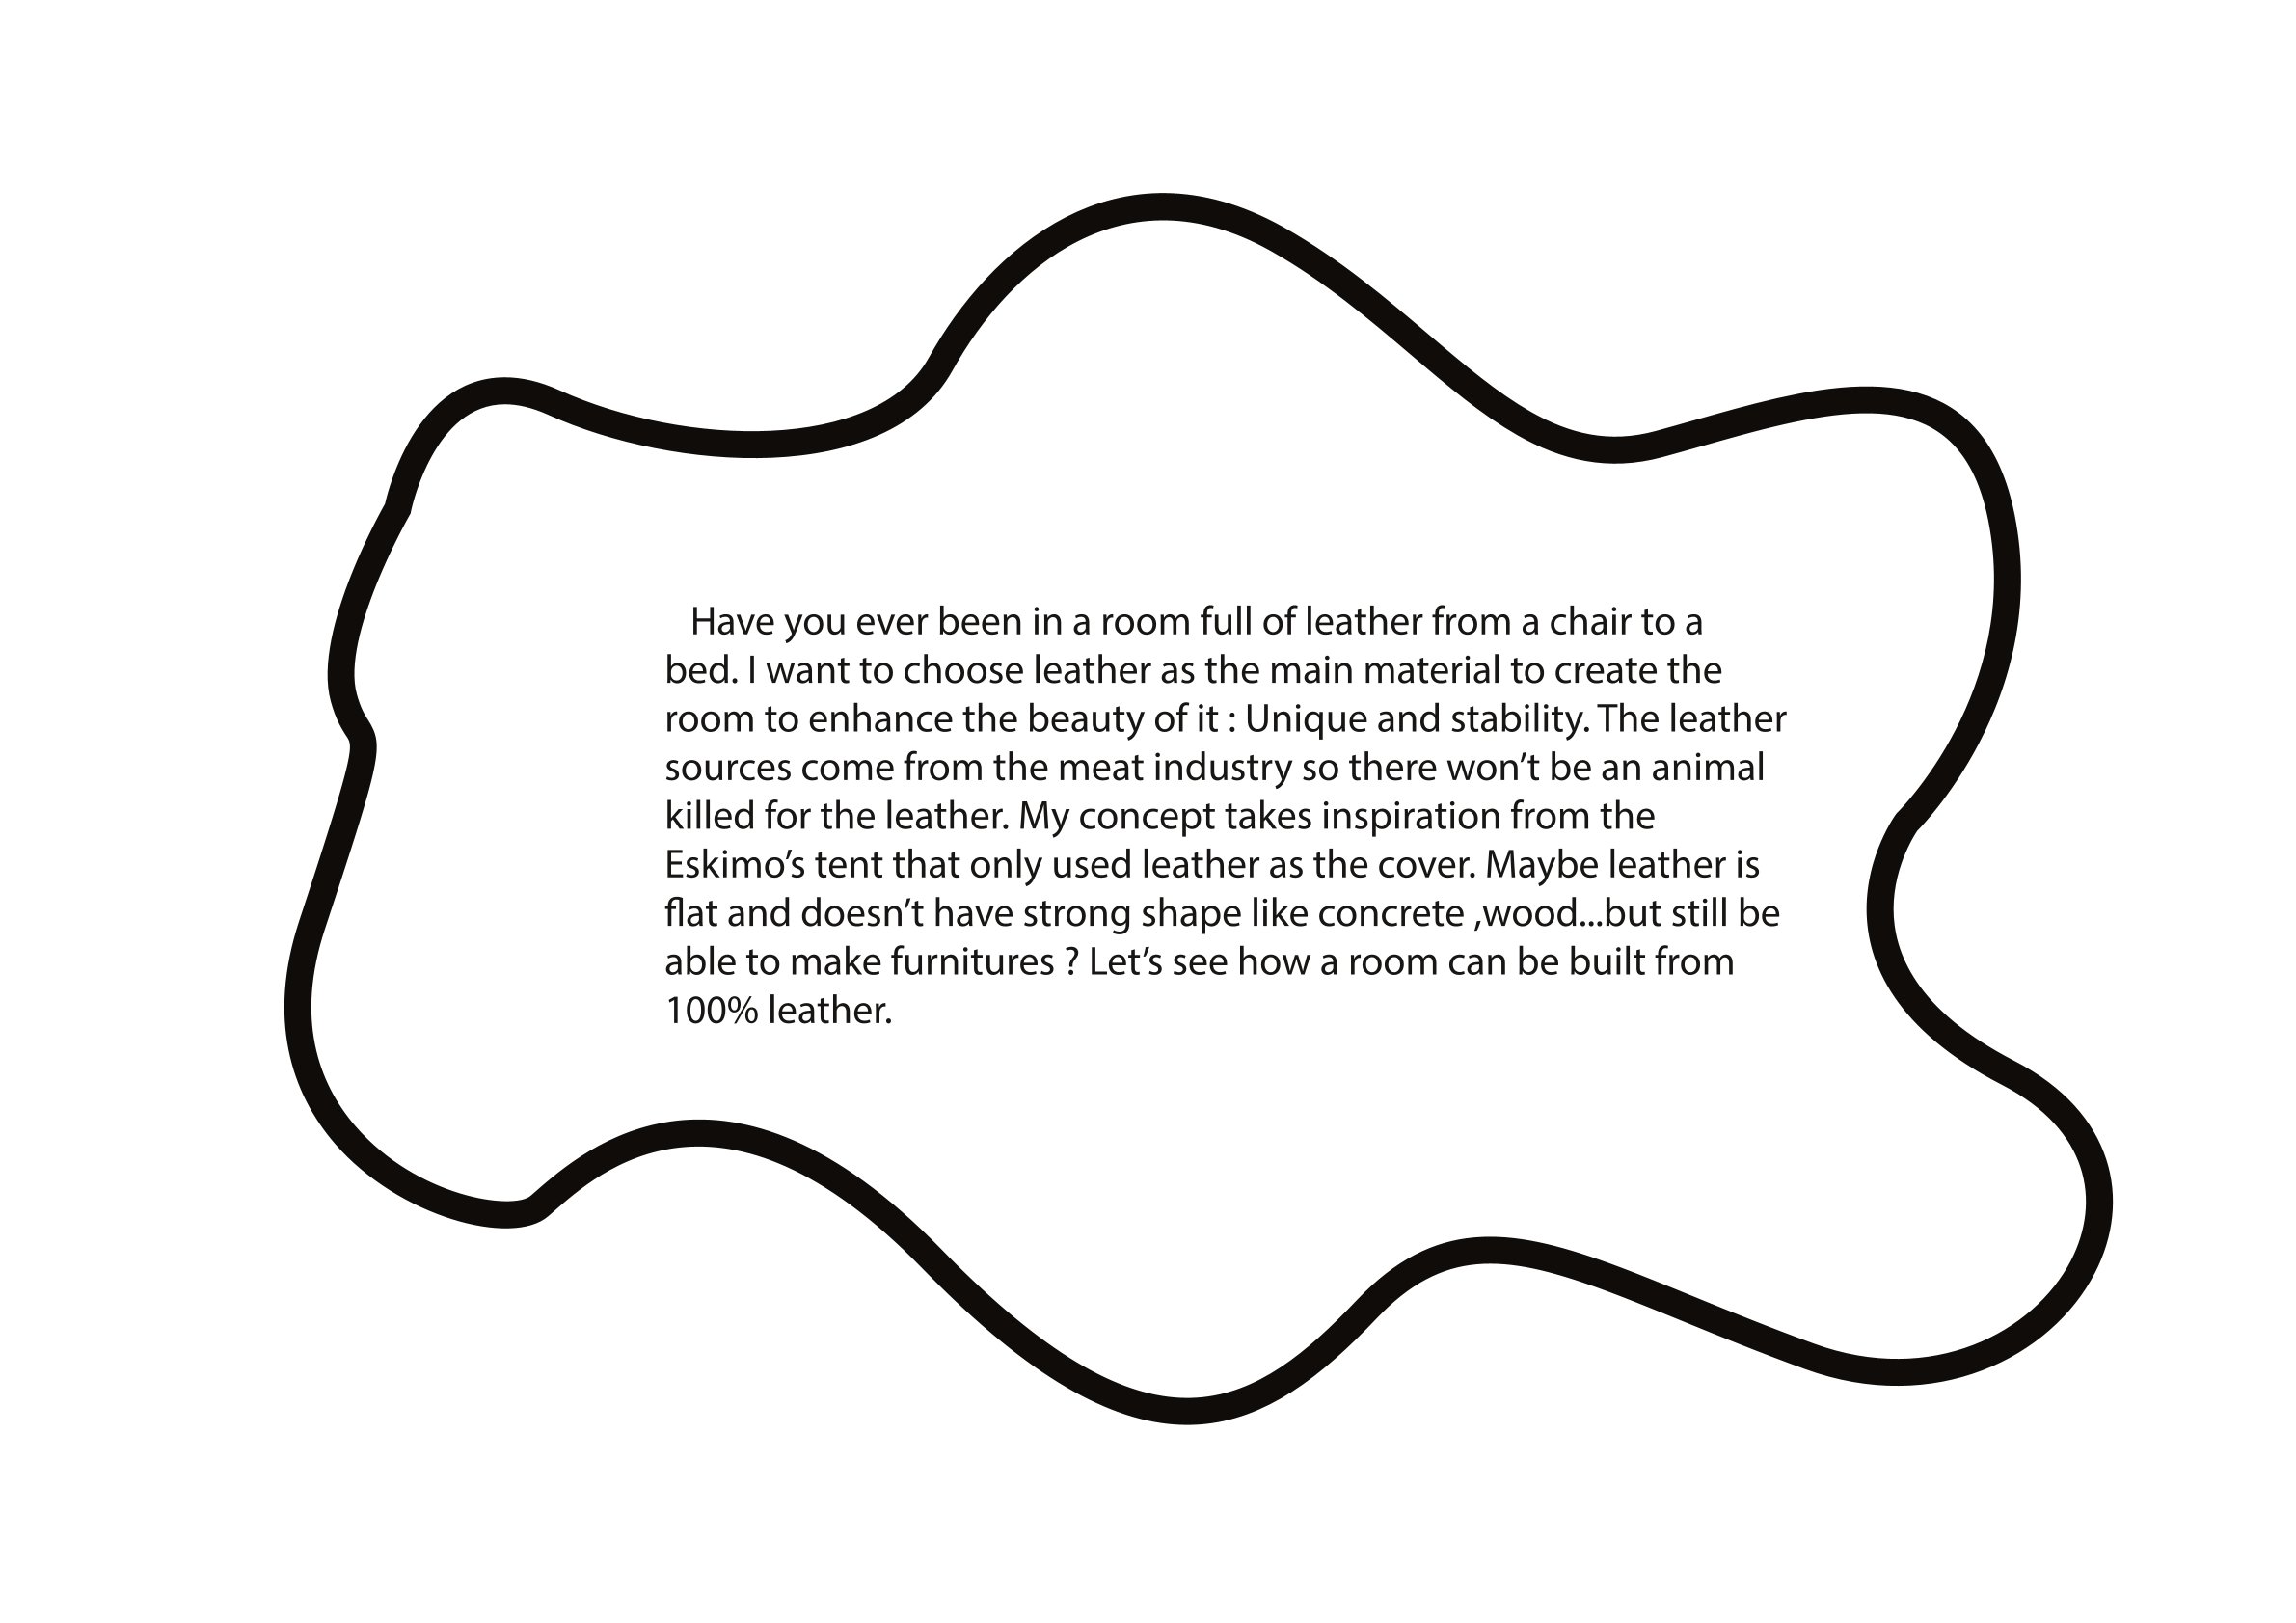 Have you ever been in a room full of leather from a chair to a
bed. I want to choose leather as the main material to create the
room to enhance the beauty of it : Unique and stability. The leather
sources come from the meat industry so there won’t be an animal
killed for the leather. My concept takes inspiration from the
Eskimo’s tent that only used leather as the cover. Maybe leather is
flat and doesn’t have strong shape like concrete ,wood...but still be
able to make furnitures ? Let’s see how a room can be built from
100% leather.